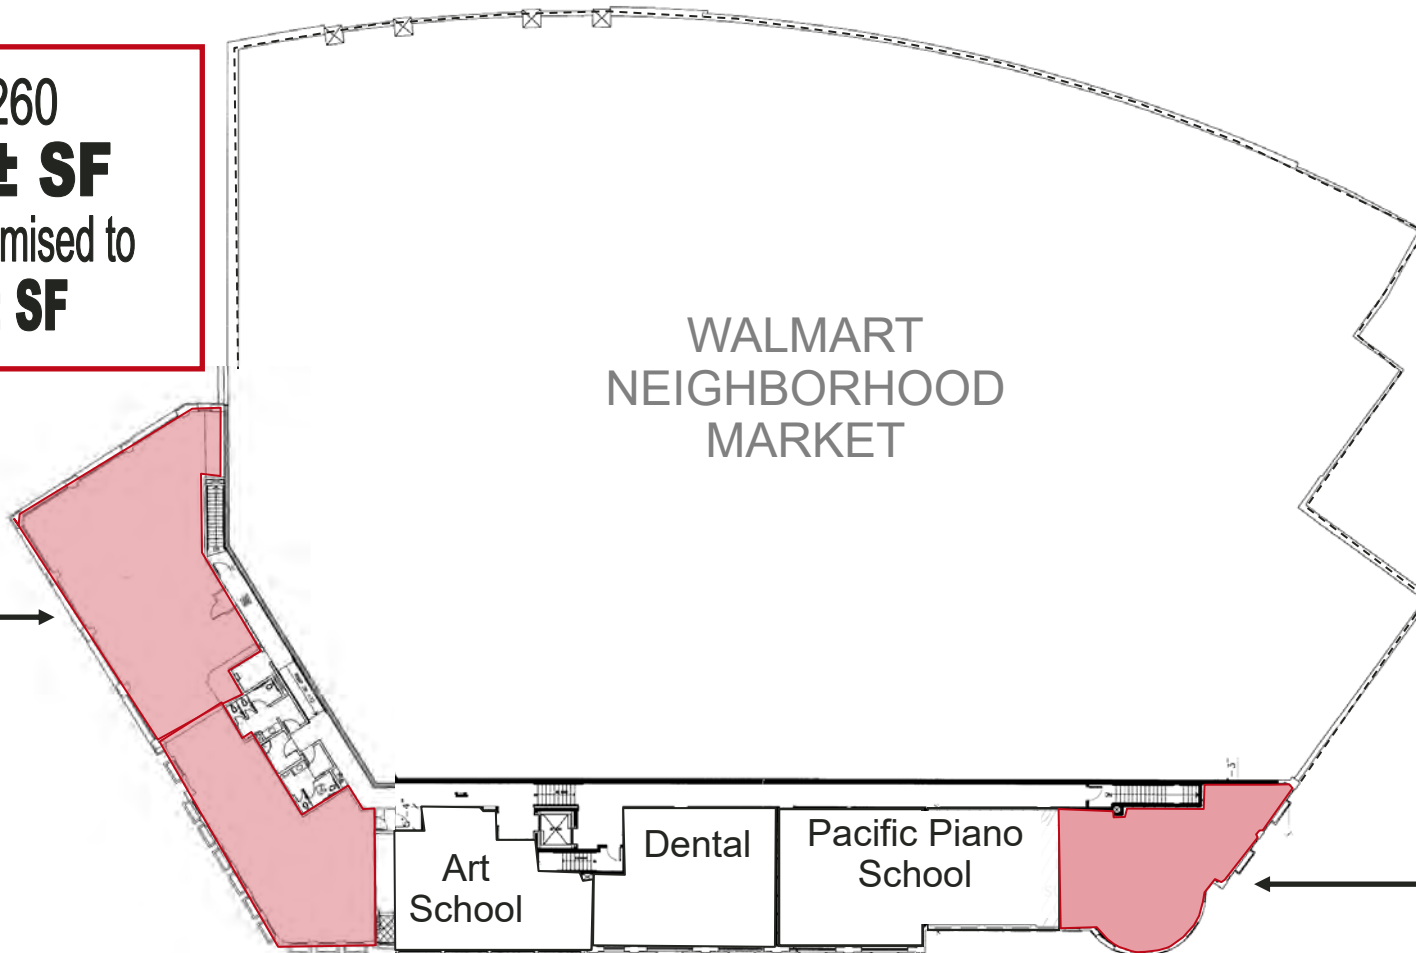 260
± SF
mised to
SF
WALMART
NEIGHBORHOOD
MARKET
Art
School
Dental
Pacific Piano
School